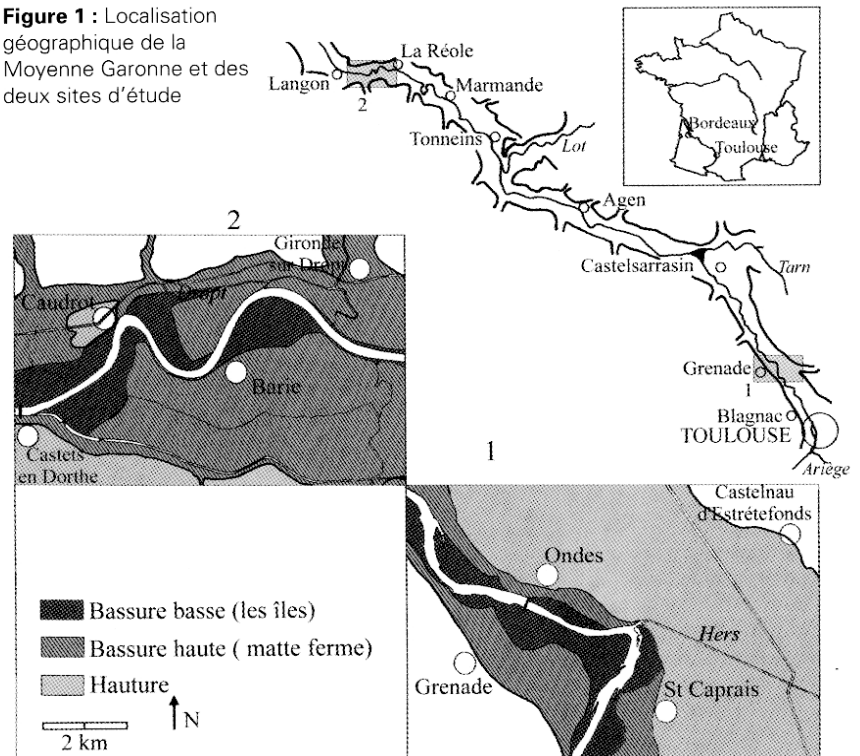 Figure 1 : Localisation
géographique de la
Moyenne Garonne et des
deux sites d'étude
La Réole
Langon
Marmande
2
Tonneins
Lot
Agen
Castelsarrasin
Tarn
Grenade
1
Blagnac
TOULOUSE
Ariège
Bordeaux
Toulouse
2
Gironde
sur Dropt
Caudrot
Dropt
Barie
Castets
en Dorthe
1
Castelnau
d'Estrétefonds
Ondes
Hers
Grenade
St Caprais
Bassure basse (les îles)
Bassure haute ( matte ferme)
Hauture
N
2 km